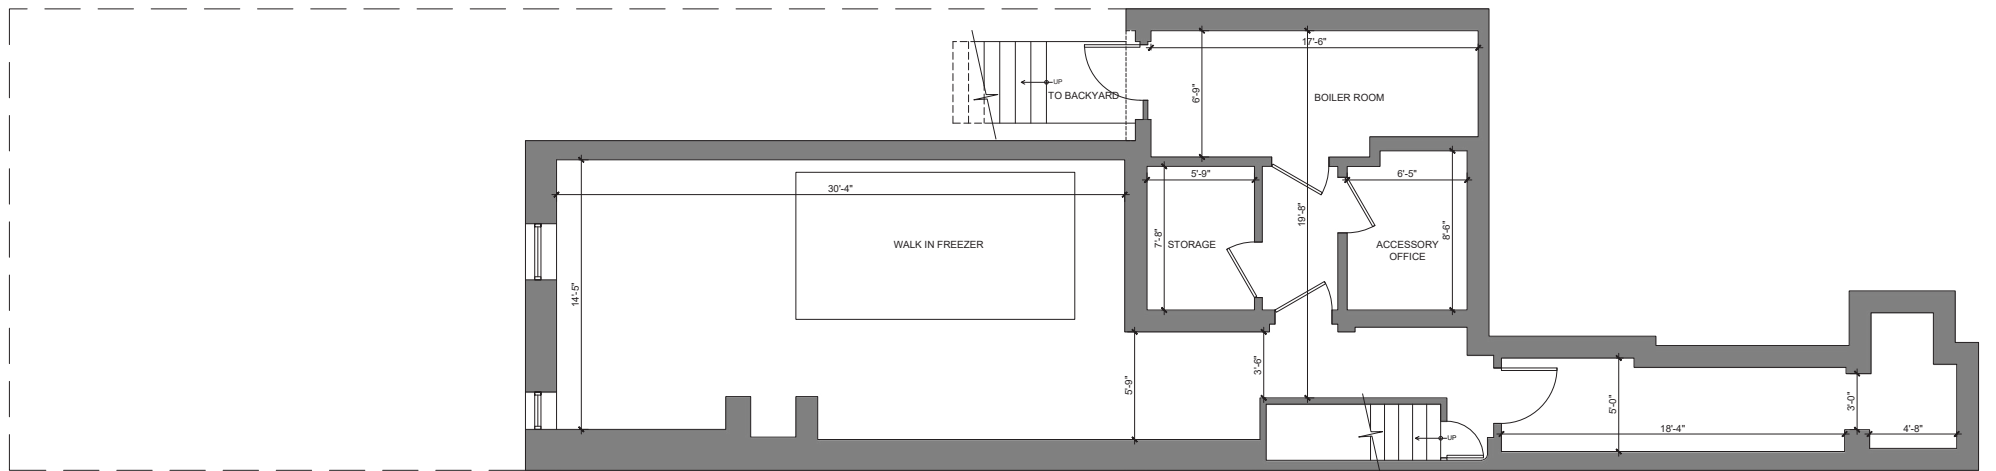 17'-6"
UP
TO BACKYARD
6'-9"
BOILER ROOM
30'-4"
5'-9"
6'-5"
19'-8"
WALK IN FREEZER
7'-8"
STORAGE
8'-6"
ACCESSORY
OFFICE
14'-5"
5'-9"
3'-6"
5'-0"
3'-0"
18'-4"
4'-8"
UP